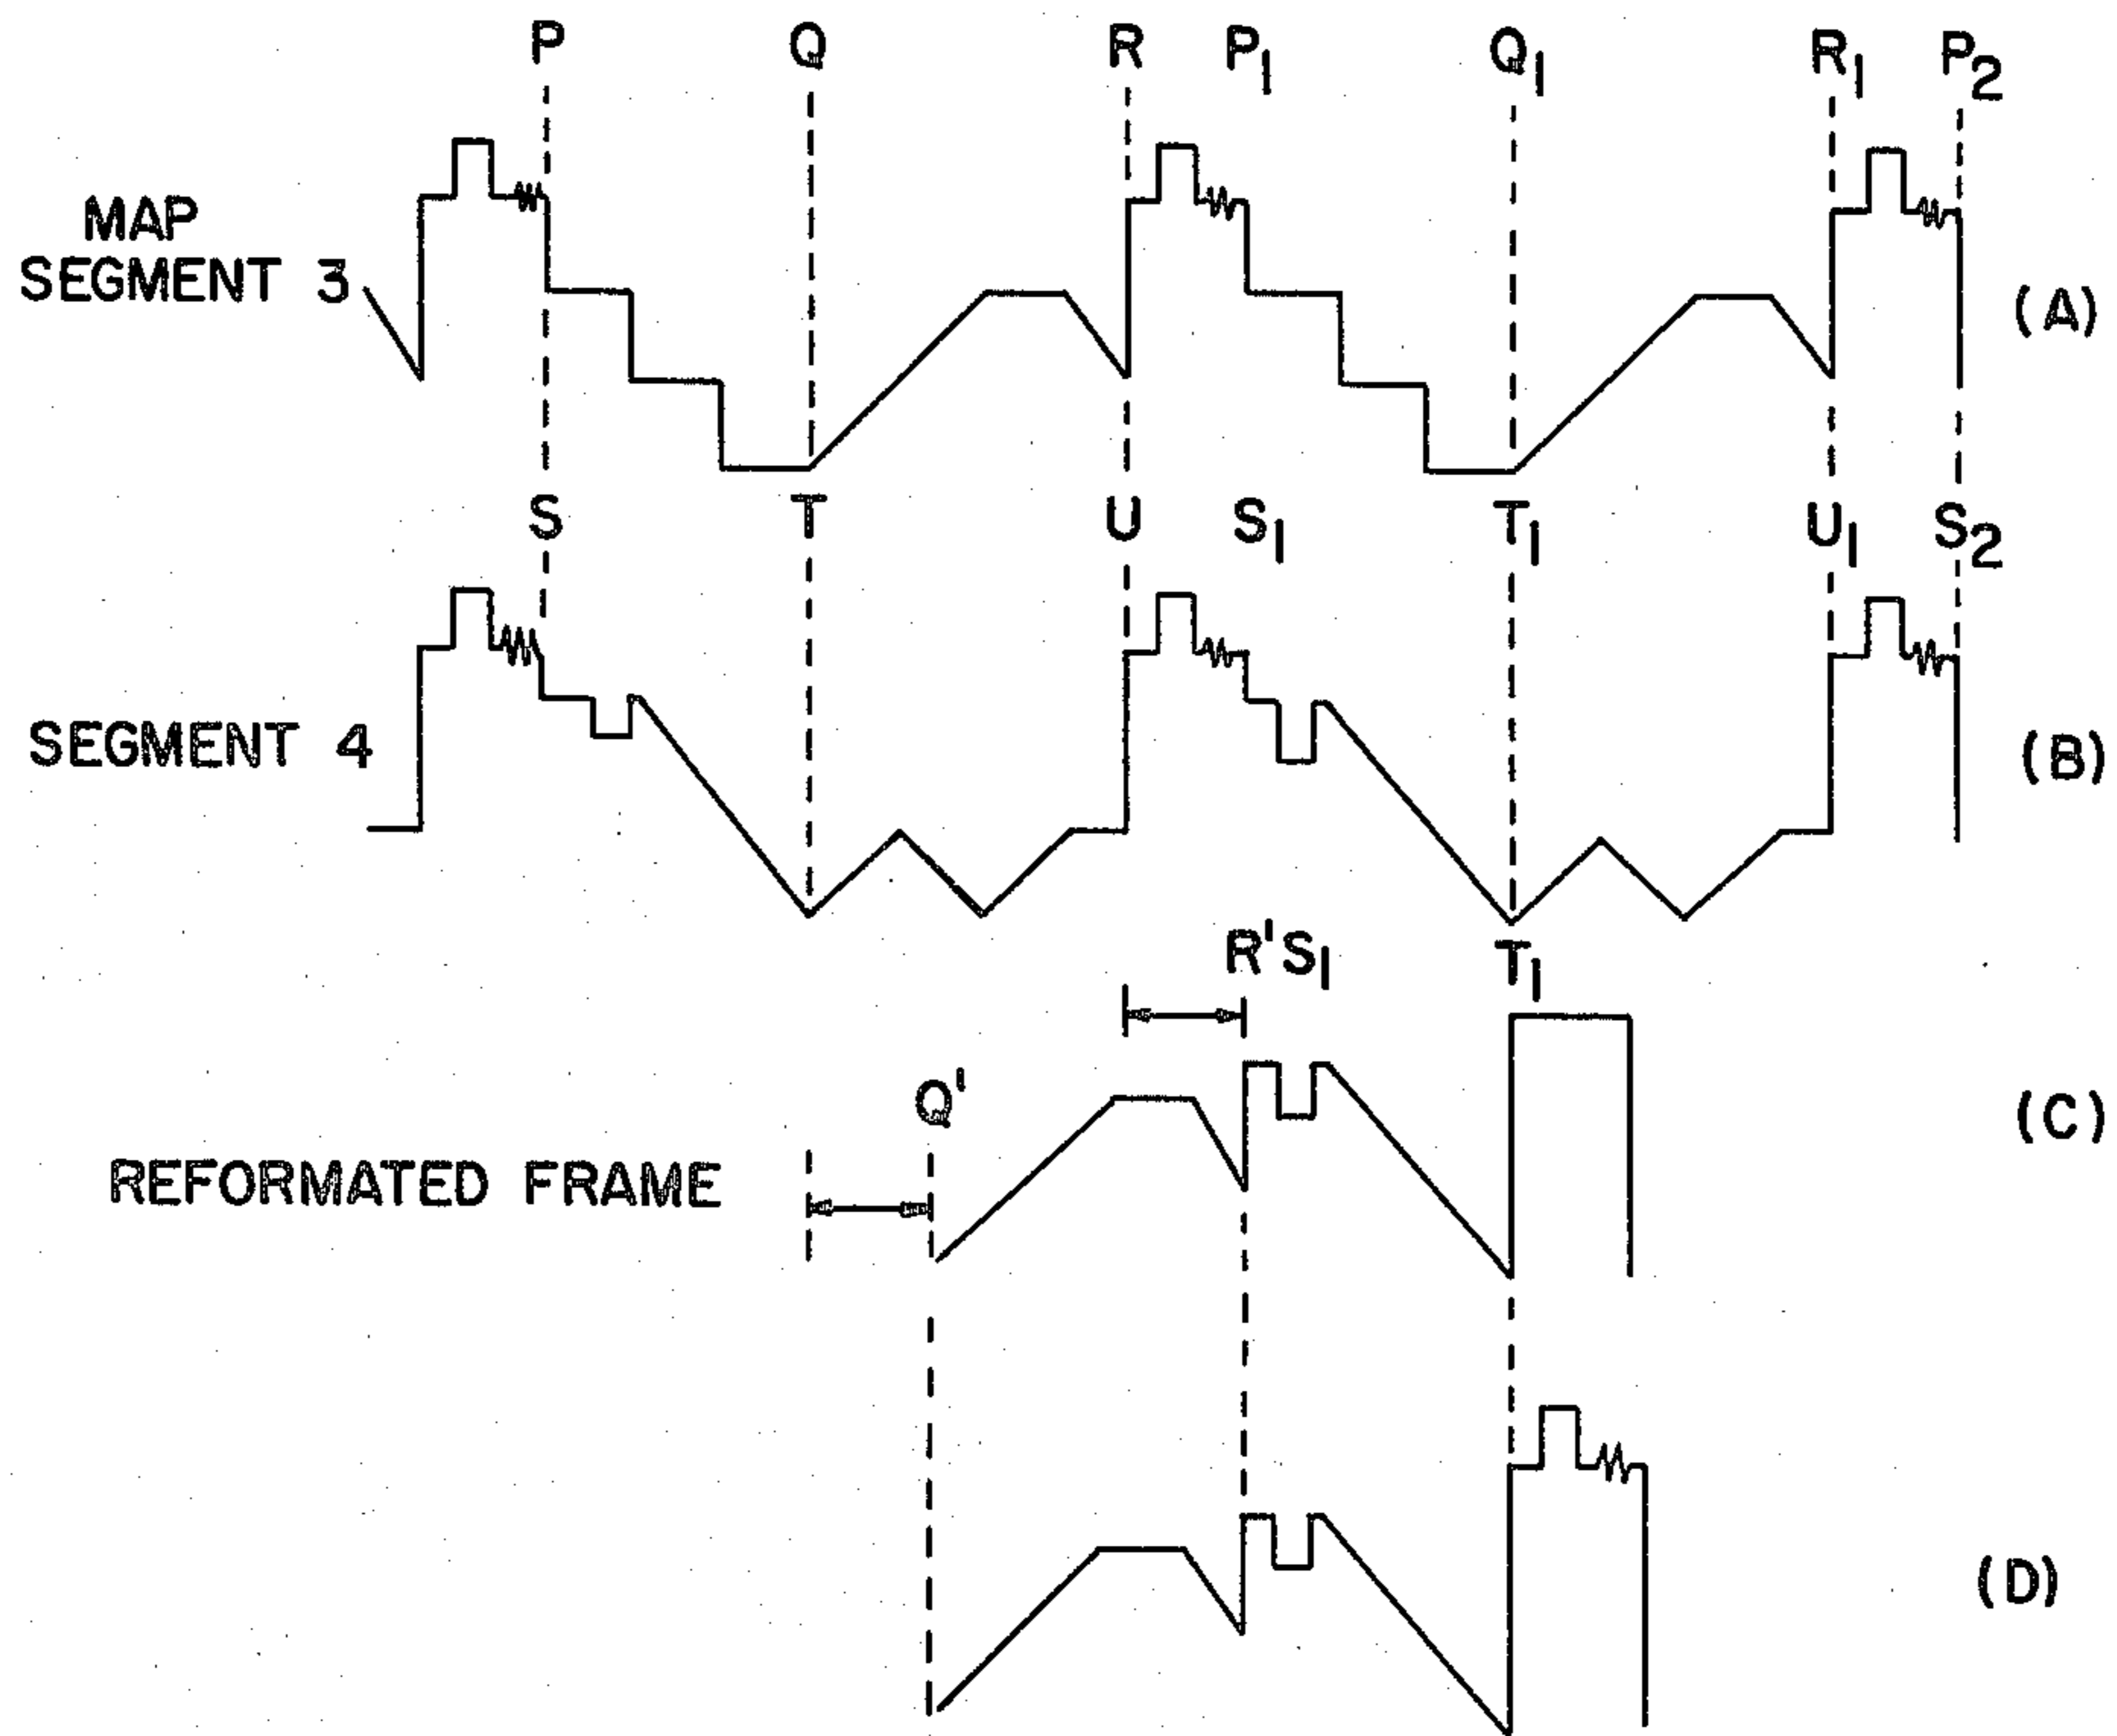 P Q R P1 Q1 R1 P2
MAP
SEGMENT 3
(A)
S T U S1 T1 U1 S2
SEGMENT 4
(B)
R'S1 T1
Q'
(C)
REFORMATED FRAME
(D)